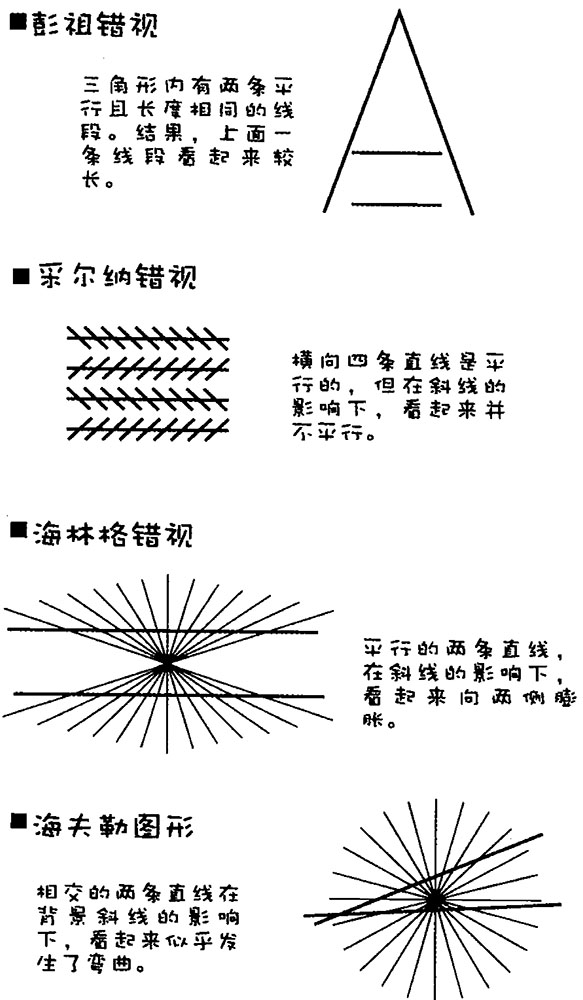 ■彭祖错视
三角形内有两条平
行且长度相同的线
段。结果，上面一
条线段看起来较
长。
■采尔纳错视
横向四条直线是平
行的，但在斜线的
影响下，看起来并
不平行。
■海林格错视
平行的两条直线，
在斜线的影响下，
看起来向两侧膨
胀。
■海夫勒图形
相交的两条直线在
背景斜线的影响
下，看起来似乎发
生了弯曲。